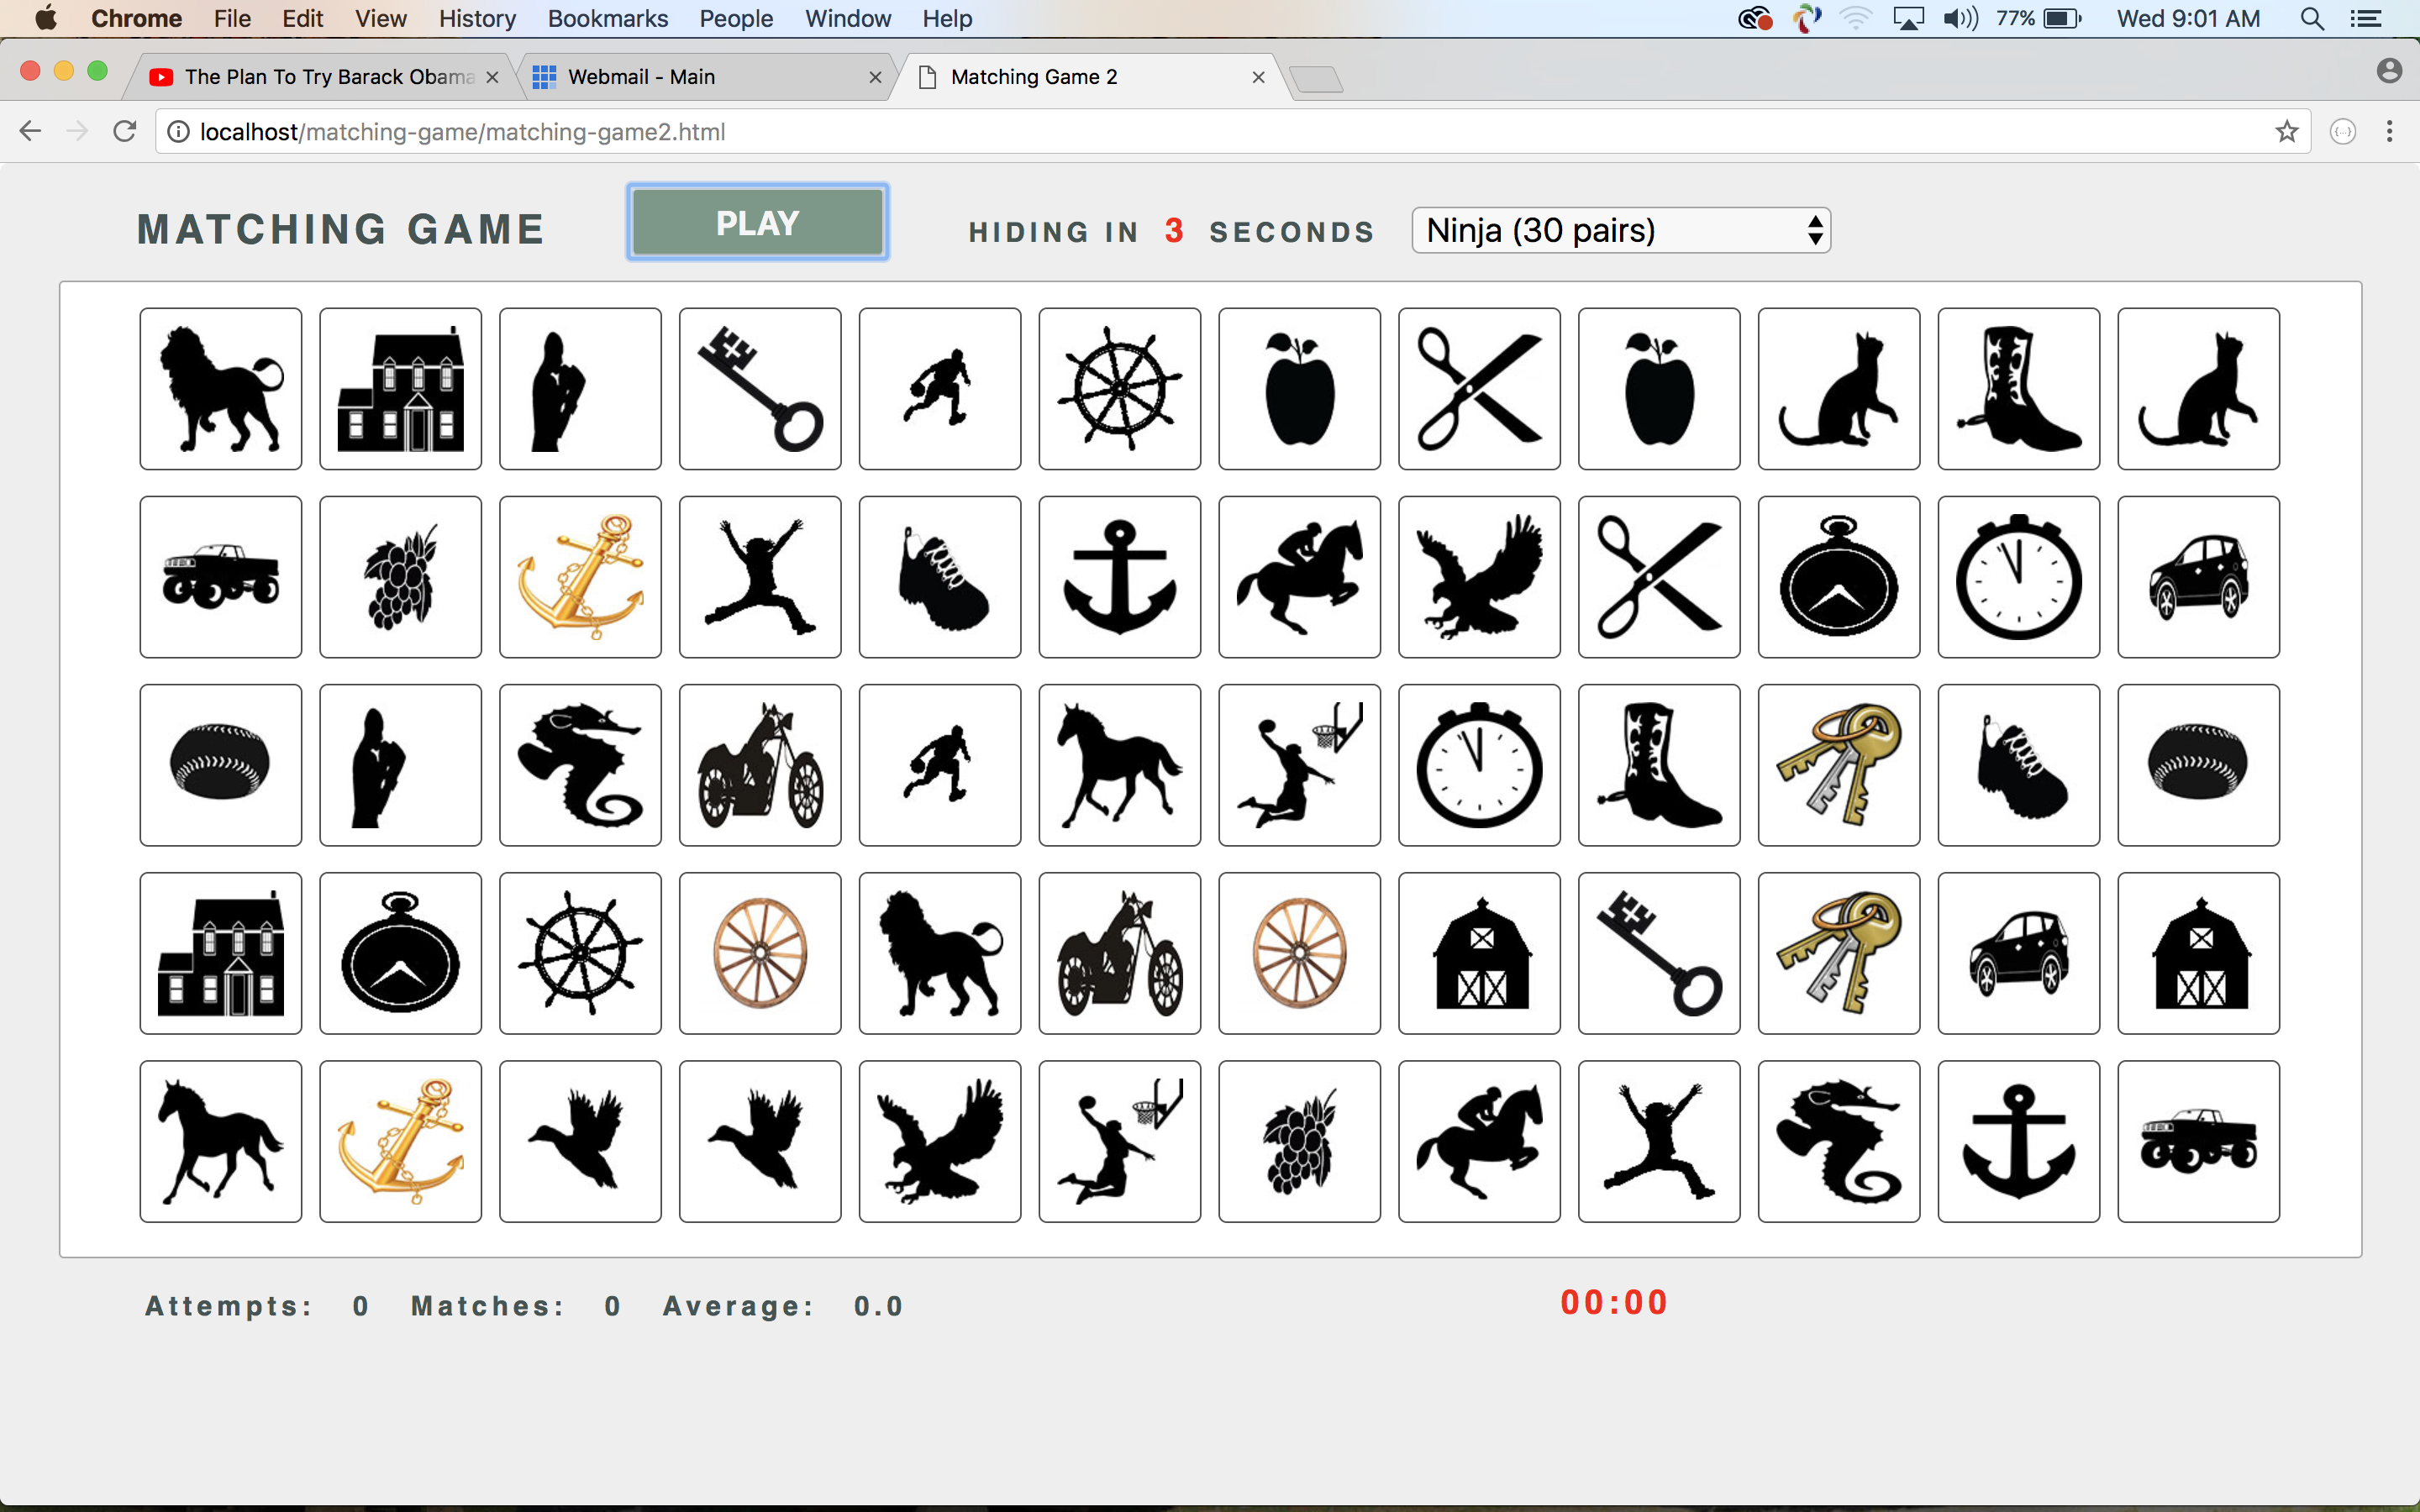 Chrome File Edit View History Bookmarks People Window Help 77% Wed 9:01 AM
The Plan To Try Barack Obama Webmail - Main Matching Game 2
localhost/matching-game/matching-game2.html
MATCHING GAME PLAY HIDING IN 3 SECONDS Ninja (30 pairs)
Attempts: 0 Matches: 0 Average: 0.0 00:00